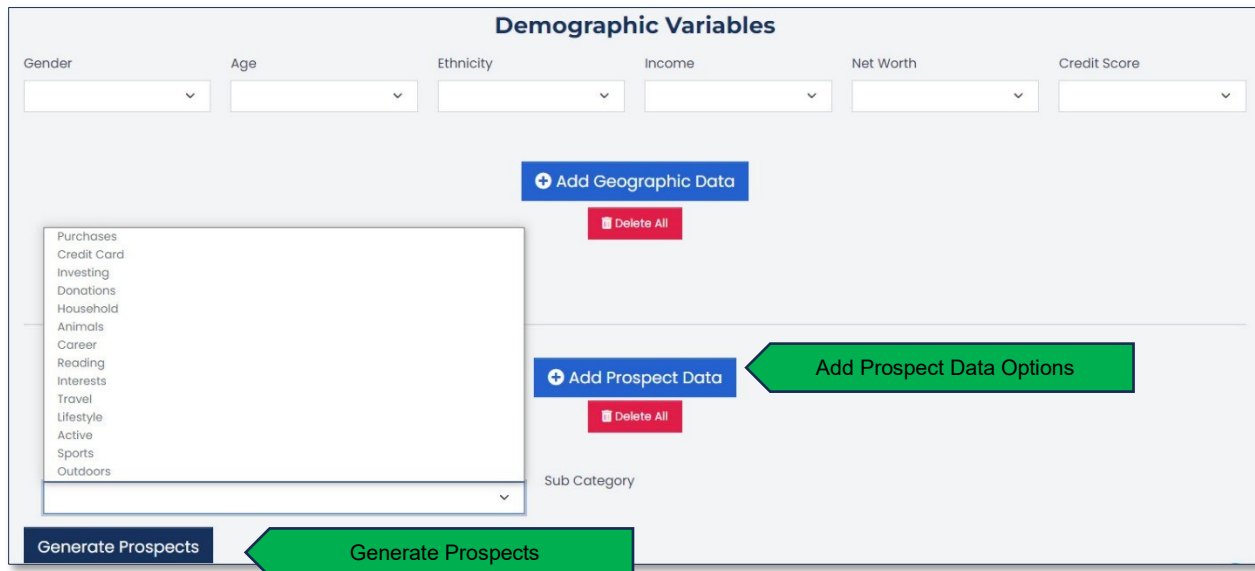 Demographic Variables
Gender Age Ethnicity Income Net Worth Credit Score
Add Geographic Data
Delete All
Purchases
Credit Card
Investing
Donations
Household
Animals
Career
Reading
Interests
Travel
Lifestyle
Active
Sports
Outdoors
Add Prospect Data
Add Prospect Data Options
Delete All
Sub Category
Generate Prospects
Generate Prospects